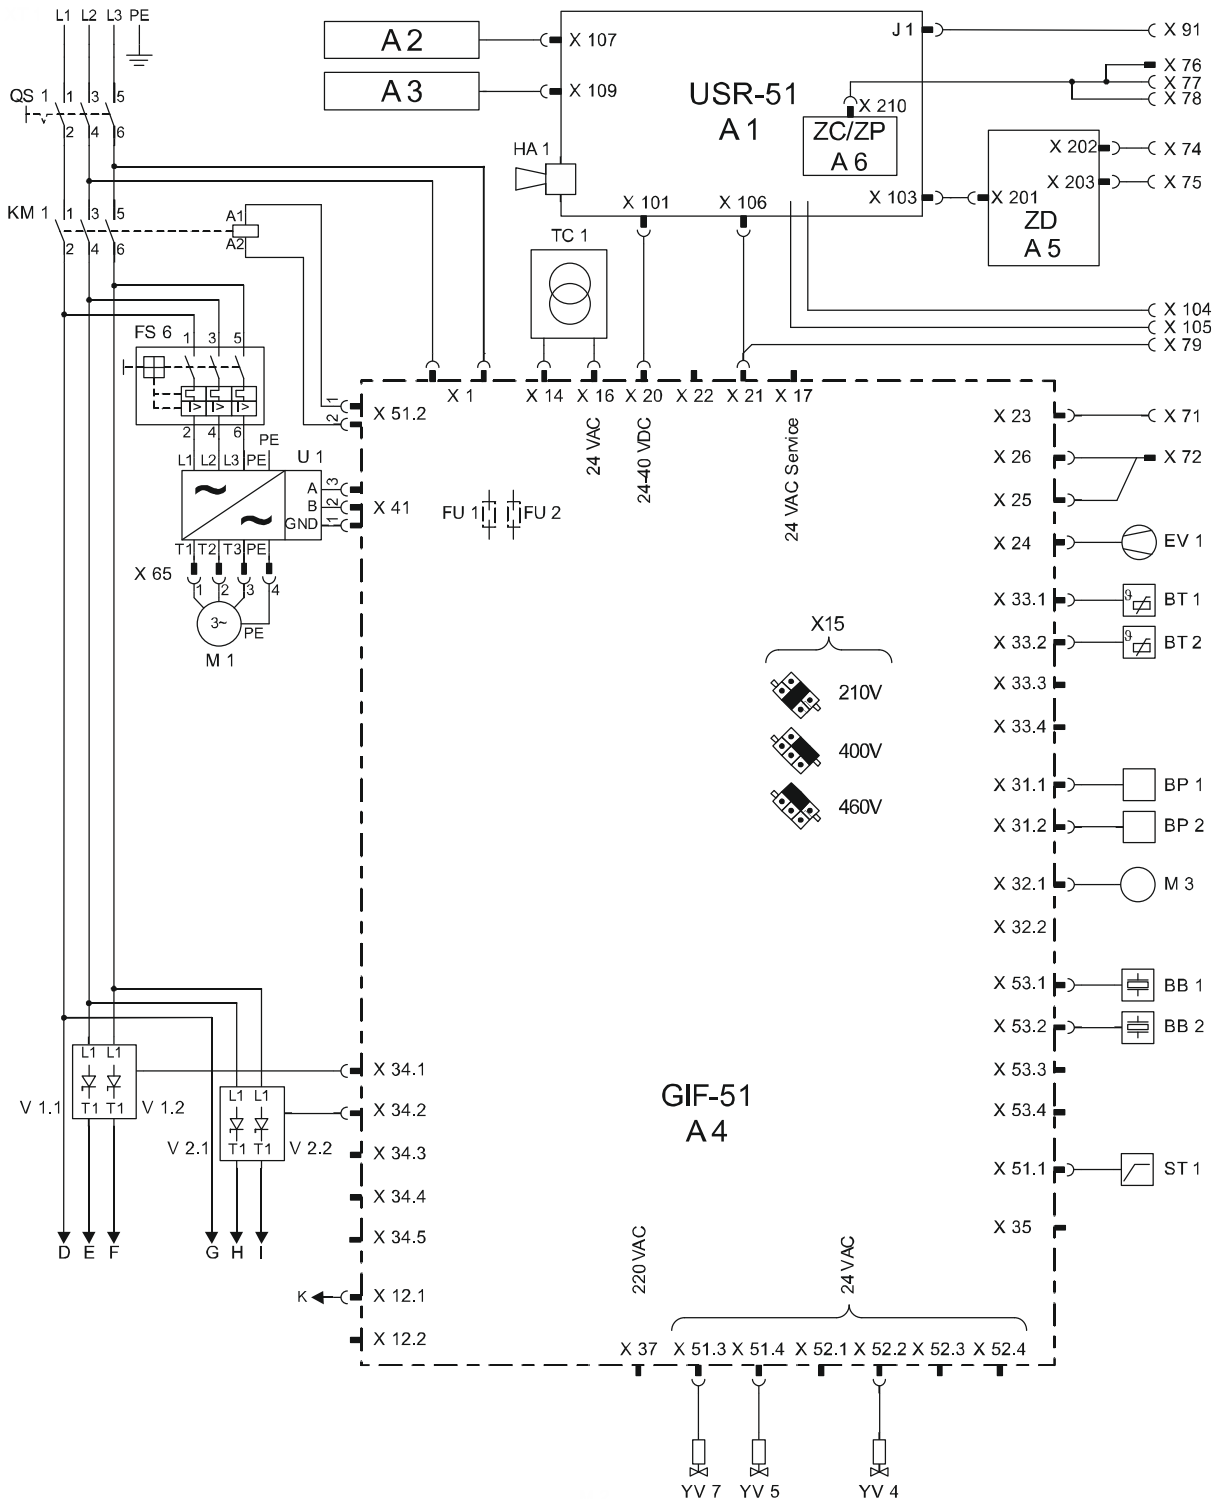 L1 L2 L3 PE
QS 1
1 3 5
2 4 6
KM 1
1 3 5
2 4 6
A1
A2
A 2
X 107
A 3
X 109
HA 1
USR-51
A 1
J 1
X 91
X 76
X 77
X 78
X 210
ZC/ZP
A 6
X 202
X 74
X 203
X 75
X 103
X 201
ZD
A 5
X 101
X 106
TC 1
X 104
X 105
X 79
FS 6
1 3 5
I> I> I>
2 4 6
PE
L1 L2 L3 PE
U 1
A 3
B 2
GND 1
T1 T2 T3 PE
X 65
1 2 3 4
3~
PE
M 1
1
2
X 51.2
X 41
X 1
X 14
X 16
X 20
X 22
X 21
X 17
24 VAC
24-40 VDC
24 VAC Service
FU 1
FU 2
X15
210V
400V
460V
X 23
X 71
X 26
X 72
X 25
X 24
EV 1
X 33.1
ϑ
BT 1
X 33.2
ϑ
BT 2
X 33.3
X 33.4
X 31.1
BP 1
X 31.2
BP 2
X 32.1
M 3
X 32.2
X 53.1
BB 1
X 53.2
BB 2
X 53.3
X 53.4
X 51.1
ST 1
X 35
L1 L1
T1 T1
V 1.1
V 1.2
L1 L1
T1 T1
V 2.1
V 2.2
X 34.1
X 34.2
X 34.3
X 34.4
X 34.5
GIF-51
A 4
D E F
G H I
K
X 12.1
X 12.2
220 VAC
24 VAC
X 37
X 51.3
X 51.4
X 52.1
X 52.2
X 52.3
X 52.4
YV 7
YV 5
YV 4